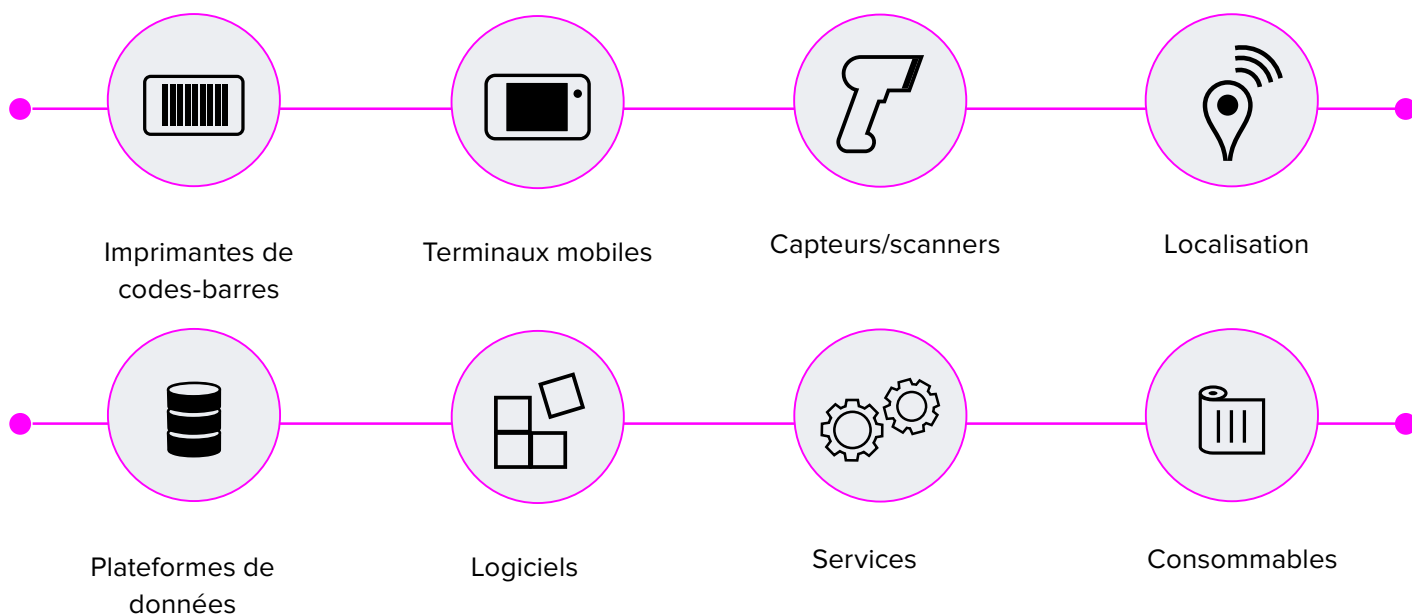 Imprimantes de
codes-barres
Terminaux mobiles
Capteurs/scanners
Localisation
Plateformes de
données
Logiciels
Services
Consommables